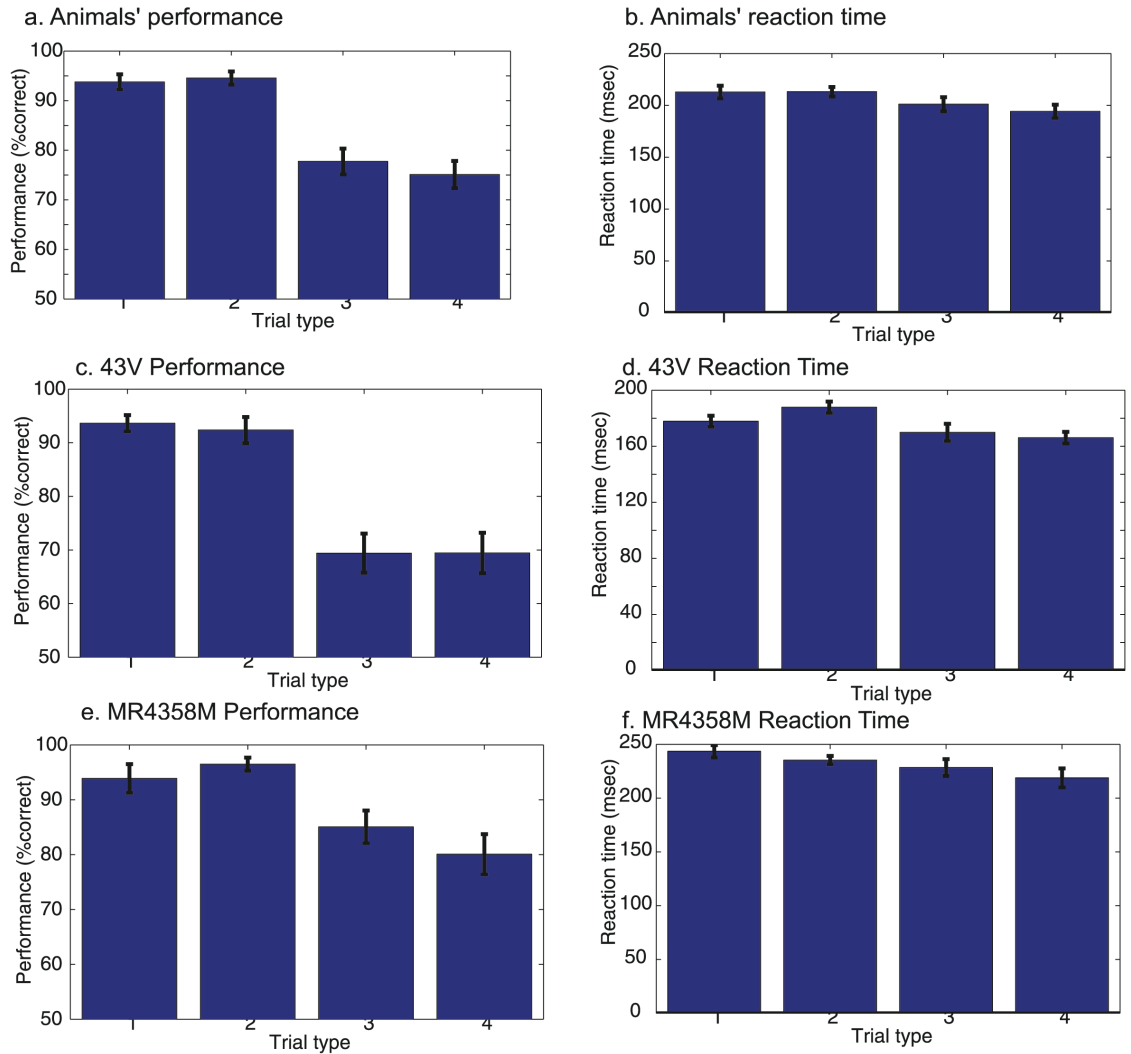 a. Animals' performance
100
90
80
70
60
50
Performance (%correct)
1 2 3 4
Trial type
b. Animals' reaction time
250
200
150
100
50
0
Reaction time (msec)
1 2 3 4
Trial type
c. 43V Performance
100
90
80
70
60
50
Performance (%correct)
1 2 3 4
Trial type
d. 43V Reaction Time
200
160
120
80
40
0
Reaction time (msec)
1 2 3 4
Trial type
e. MR4358M Performance
100
90
80
70
60
50
Performance (%correct)
1 2 3 4
Trial type
f. MR4358M Reaction Time
250
200
150
100
50
0
Reaction time (msec)
1 2 3 4
Trial type